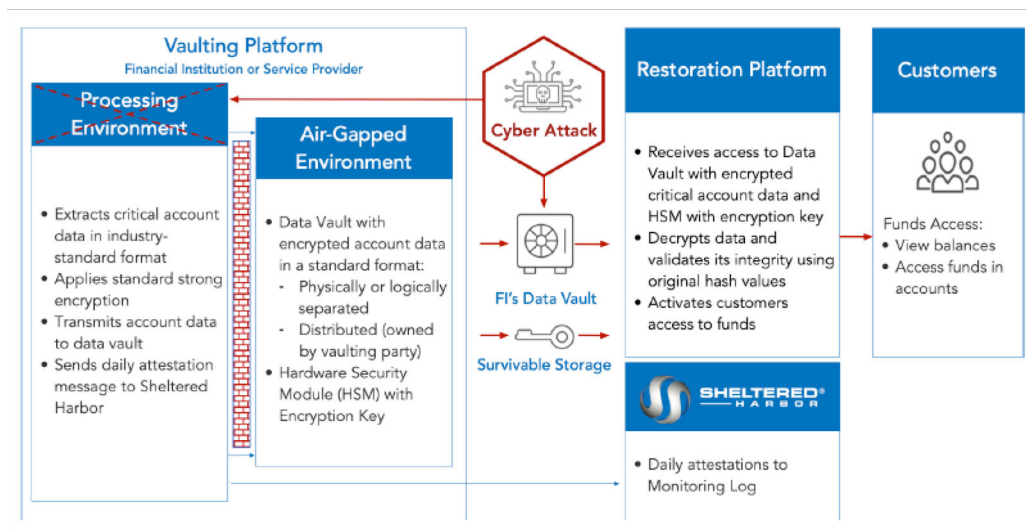 Vaulting Platform
Financial Institution or Service Provider
Processing
Environment
• Extracts critical account
data in industry-
standard format
• Applies standard strong
encryption
• Transmits account data
to data vault
• Sends daily attestation
message to Sheltered
Harbor
Air-Gapped
Environment
• Data Vault with
encrypted account data
in a standard format:
- Physically or logically
separated
- Distributed (owned
by vaulting party)
• Hardware Security
Module (HSM) with
Encryption Key
Cyber Attack
FI's Data Vault
Survivable Storage
Restoration Platform
• Receives access to Data
Vault with encrypted
critical account data and
HSM with encryption key
• Decrypts data and
validates its integrity using
original hash values
• Activates customers
access to funds
SHELTERED®
HARBOR
• Daily attestations to
Monitoring Log
Customers
Funds Access:
• View balances
• Access funds in
accounts